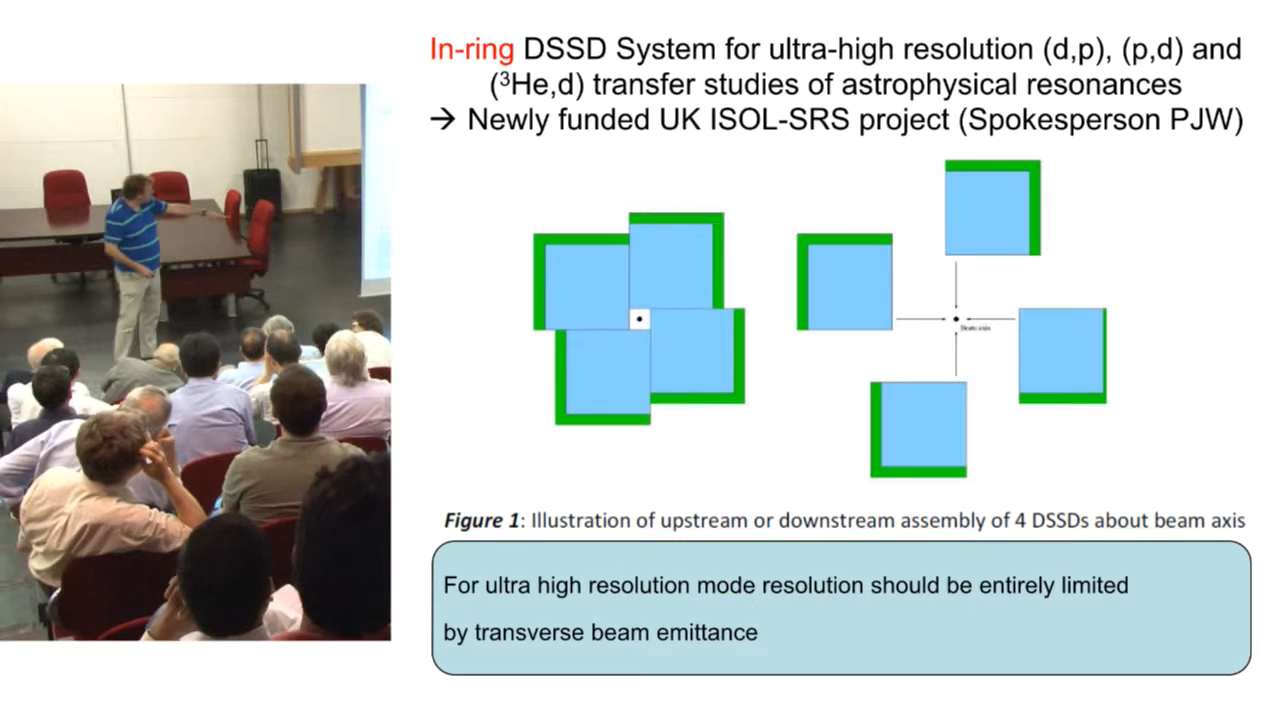 In-ring DSSD System for ultra-high resolution (d,p), (p,d) and
(³He,d) transfer studies of astrophysical resonances
→ Newly funded UK ISOL-SRS project (Spokesperson PJW)
Beam axis
Figure 1: Illustration of upstream or downstream assembly of 4 DSSDs about beam axis
For ultra high resolution mode resolution should be entirely limited
by transverse beam emittance